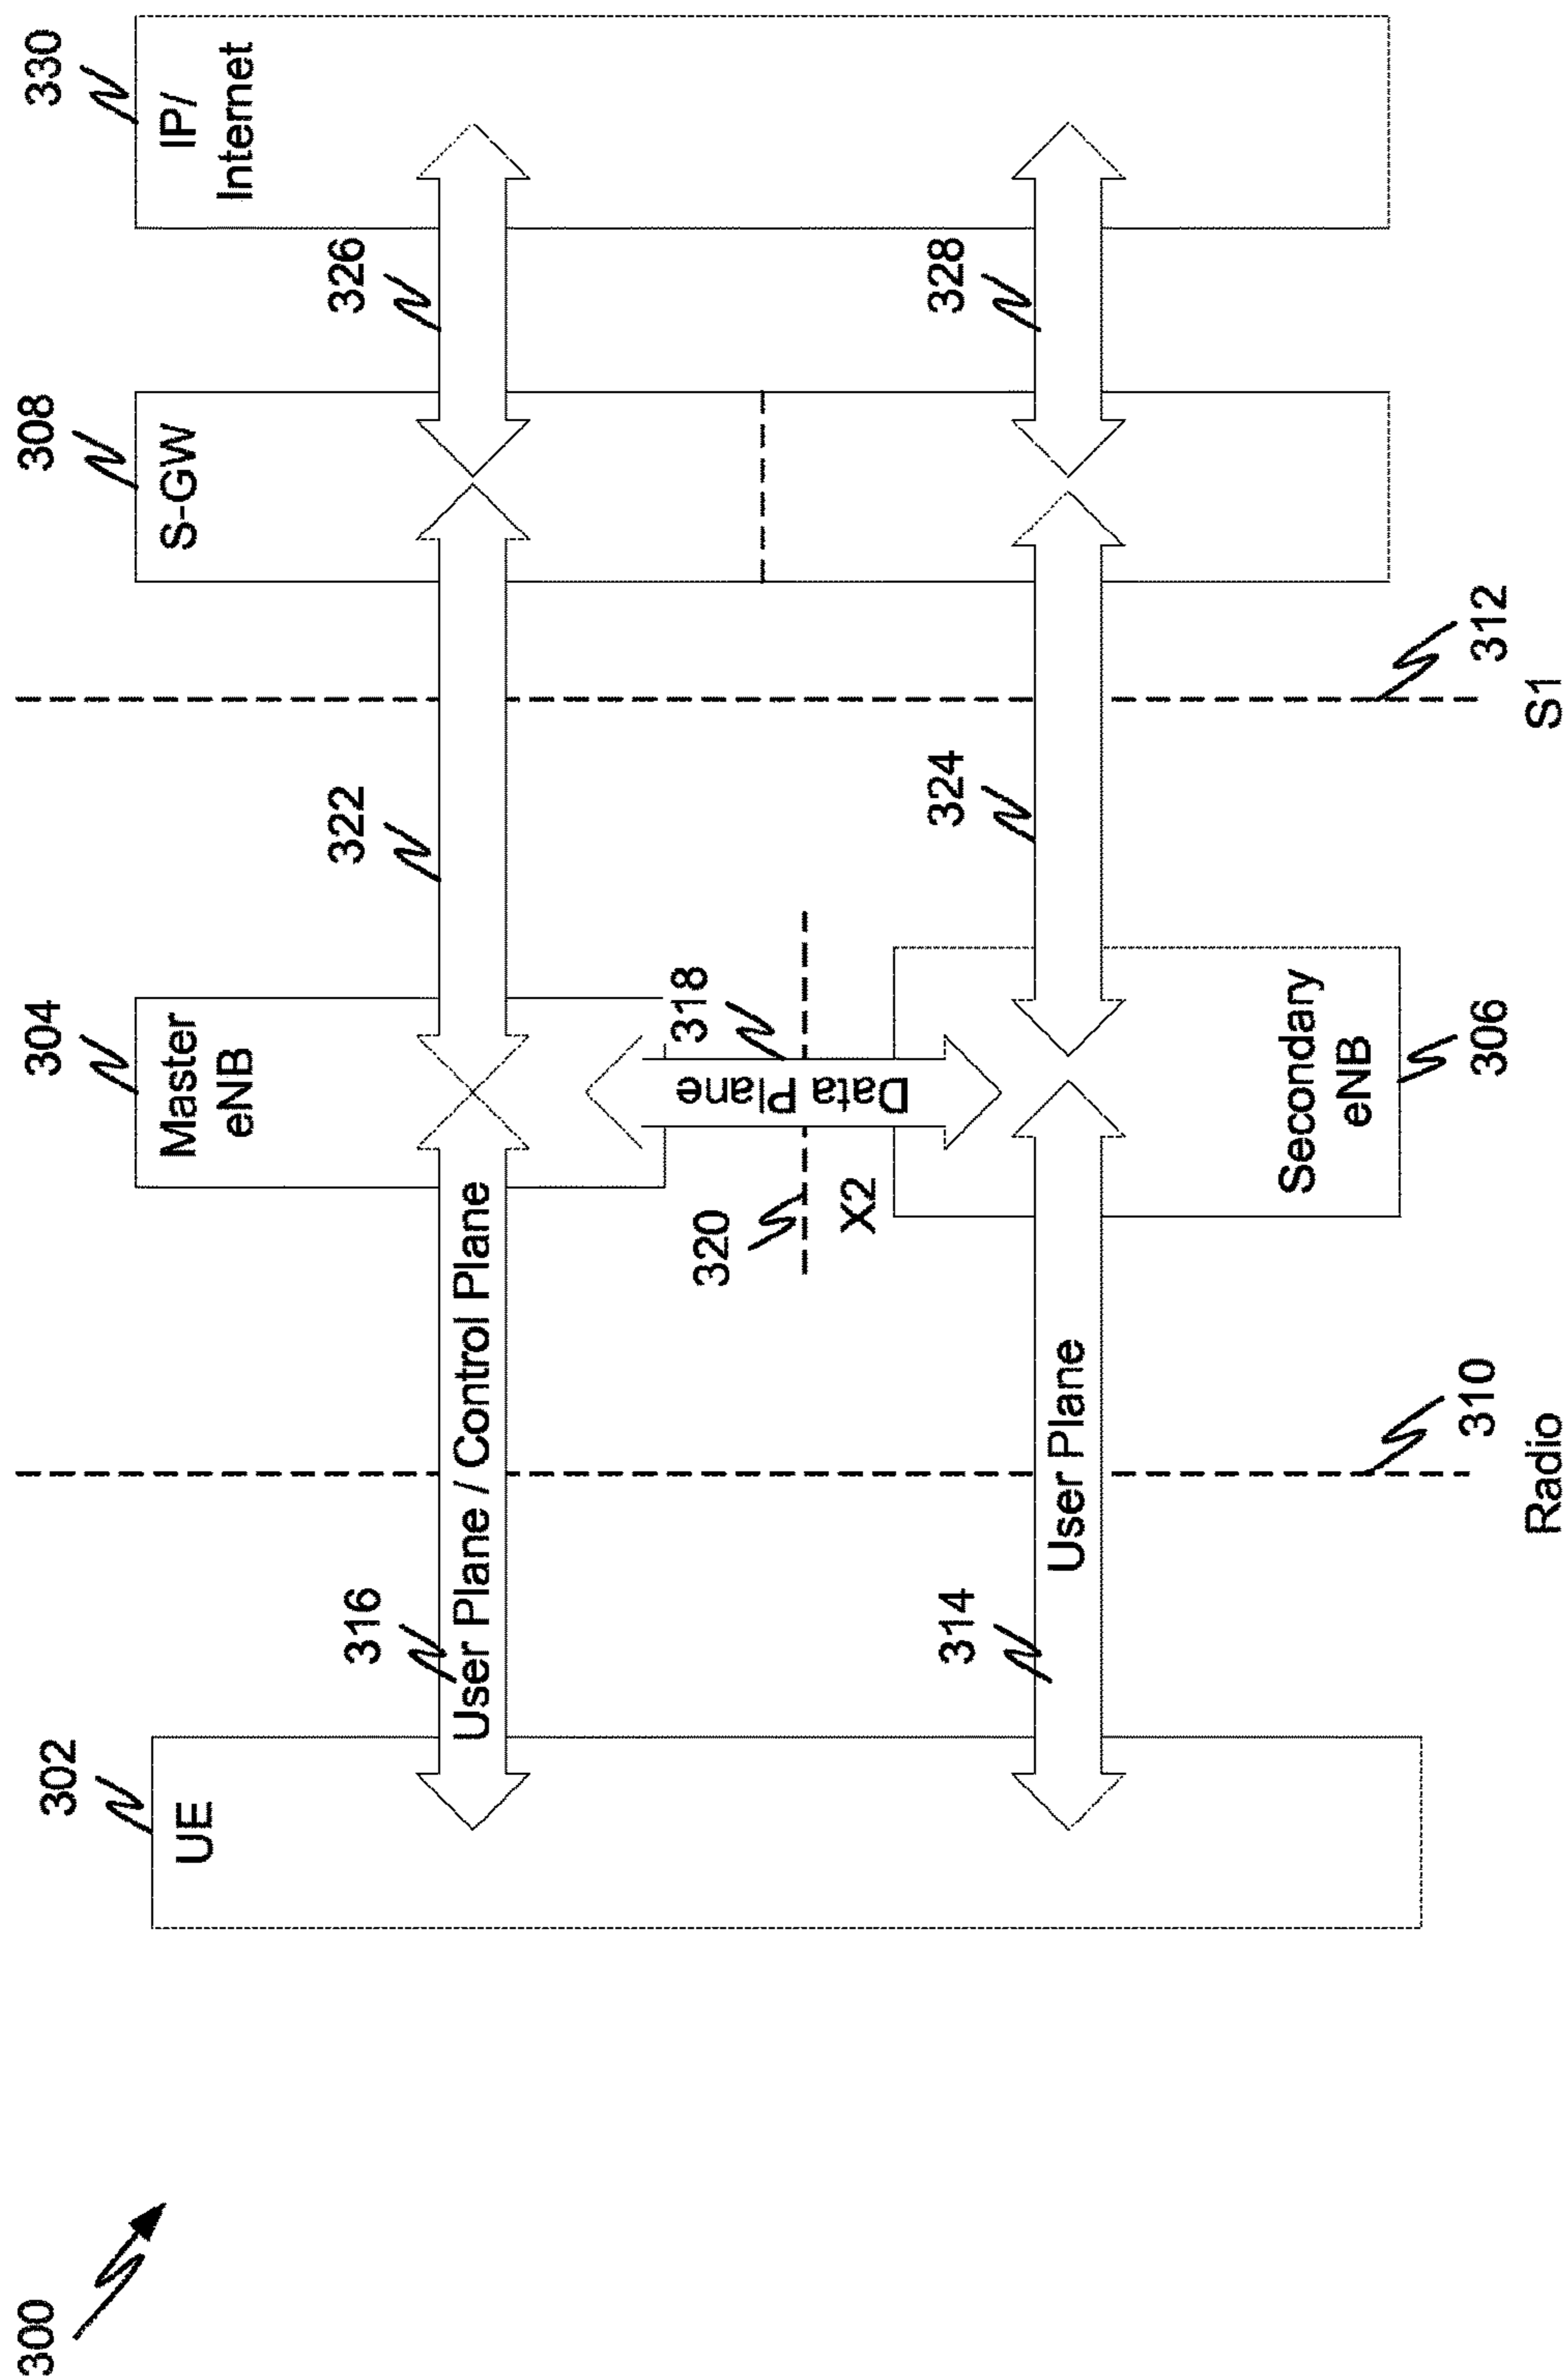 300
302
UE
304
Master
eNB
308
S-GW
330
IP/
Internet
316
User Plane / Control Plane
322
326
318
Data Plane
320
X2
314
User Plane
324
328
Secondary
eNB
306
310
Radio
312
S1